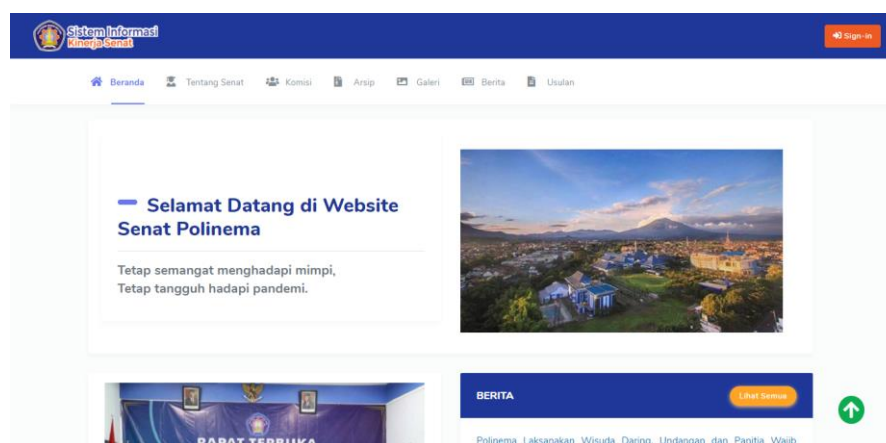 Sistem Informasi
Kinerja Senat
Sign-in
Beranda
Tentang Senat
Komisi
Arsip
Galeri
Berita
Usulan
Selamat Datang di Website
Senat Polinema
Tetap semangat menghadapi mimpi,
Tetap tangguh hadapi pandemi.
RAPAT TERBUKA
BERITA
Lihat Semua
Polinema Laksanakan Wisuda Daring, Undangan dan Panitia Wajib